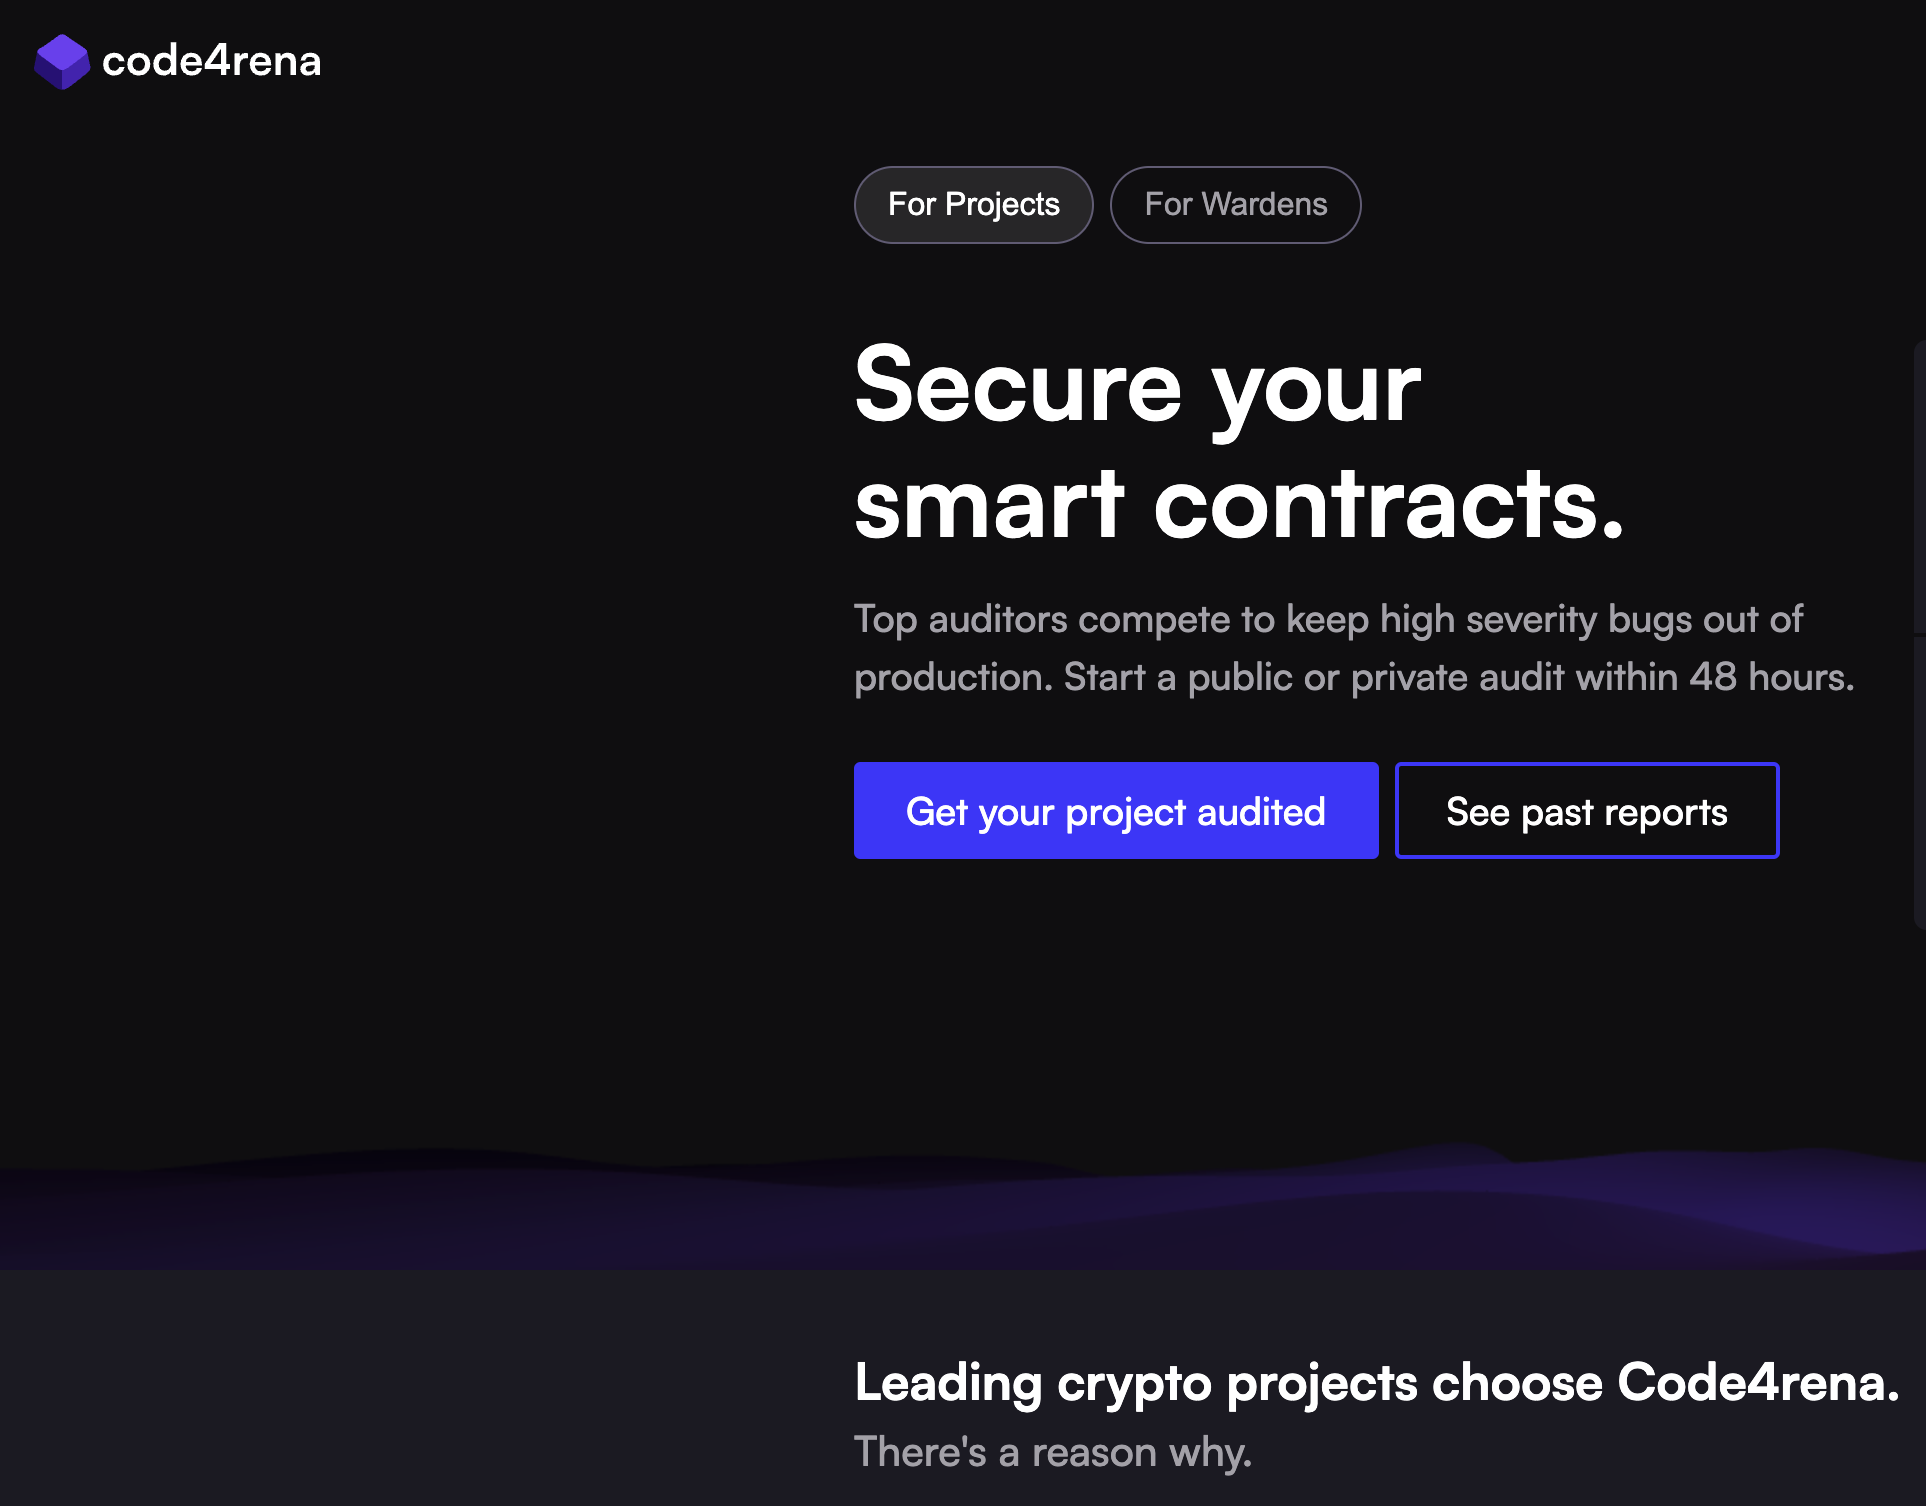 code4rena
For Projects
For Wardens
Secure your
smart contracts.
Top auditors compete to keep high severity bugs out of
production. Start a public or private audit within 48 hours.
Get your project audited
See past reports
Leading crypto projects choose Code4rena.
There's a reason why.